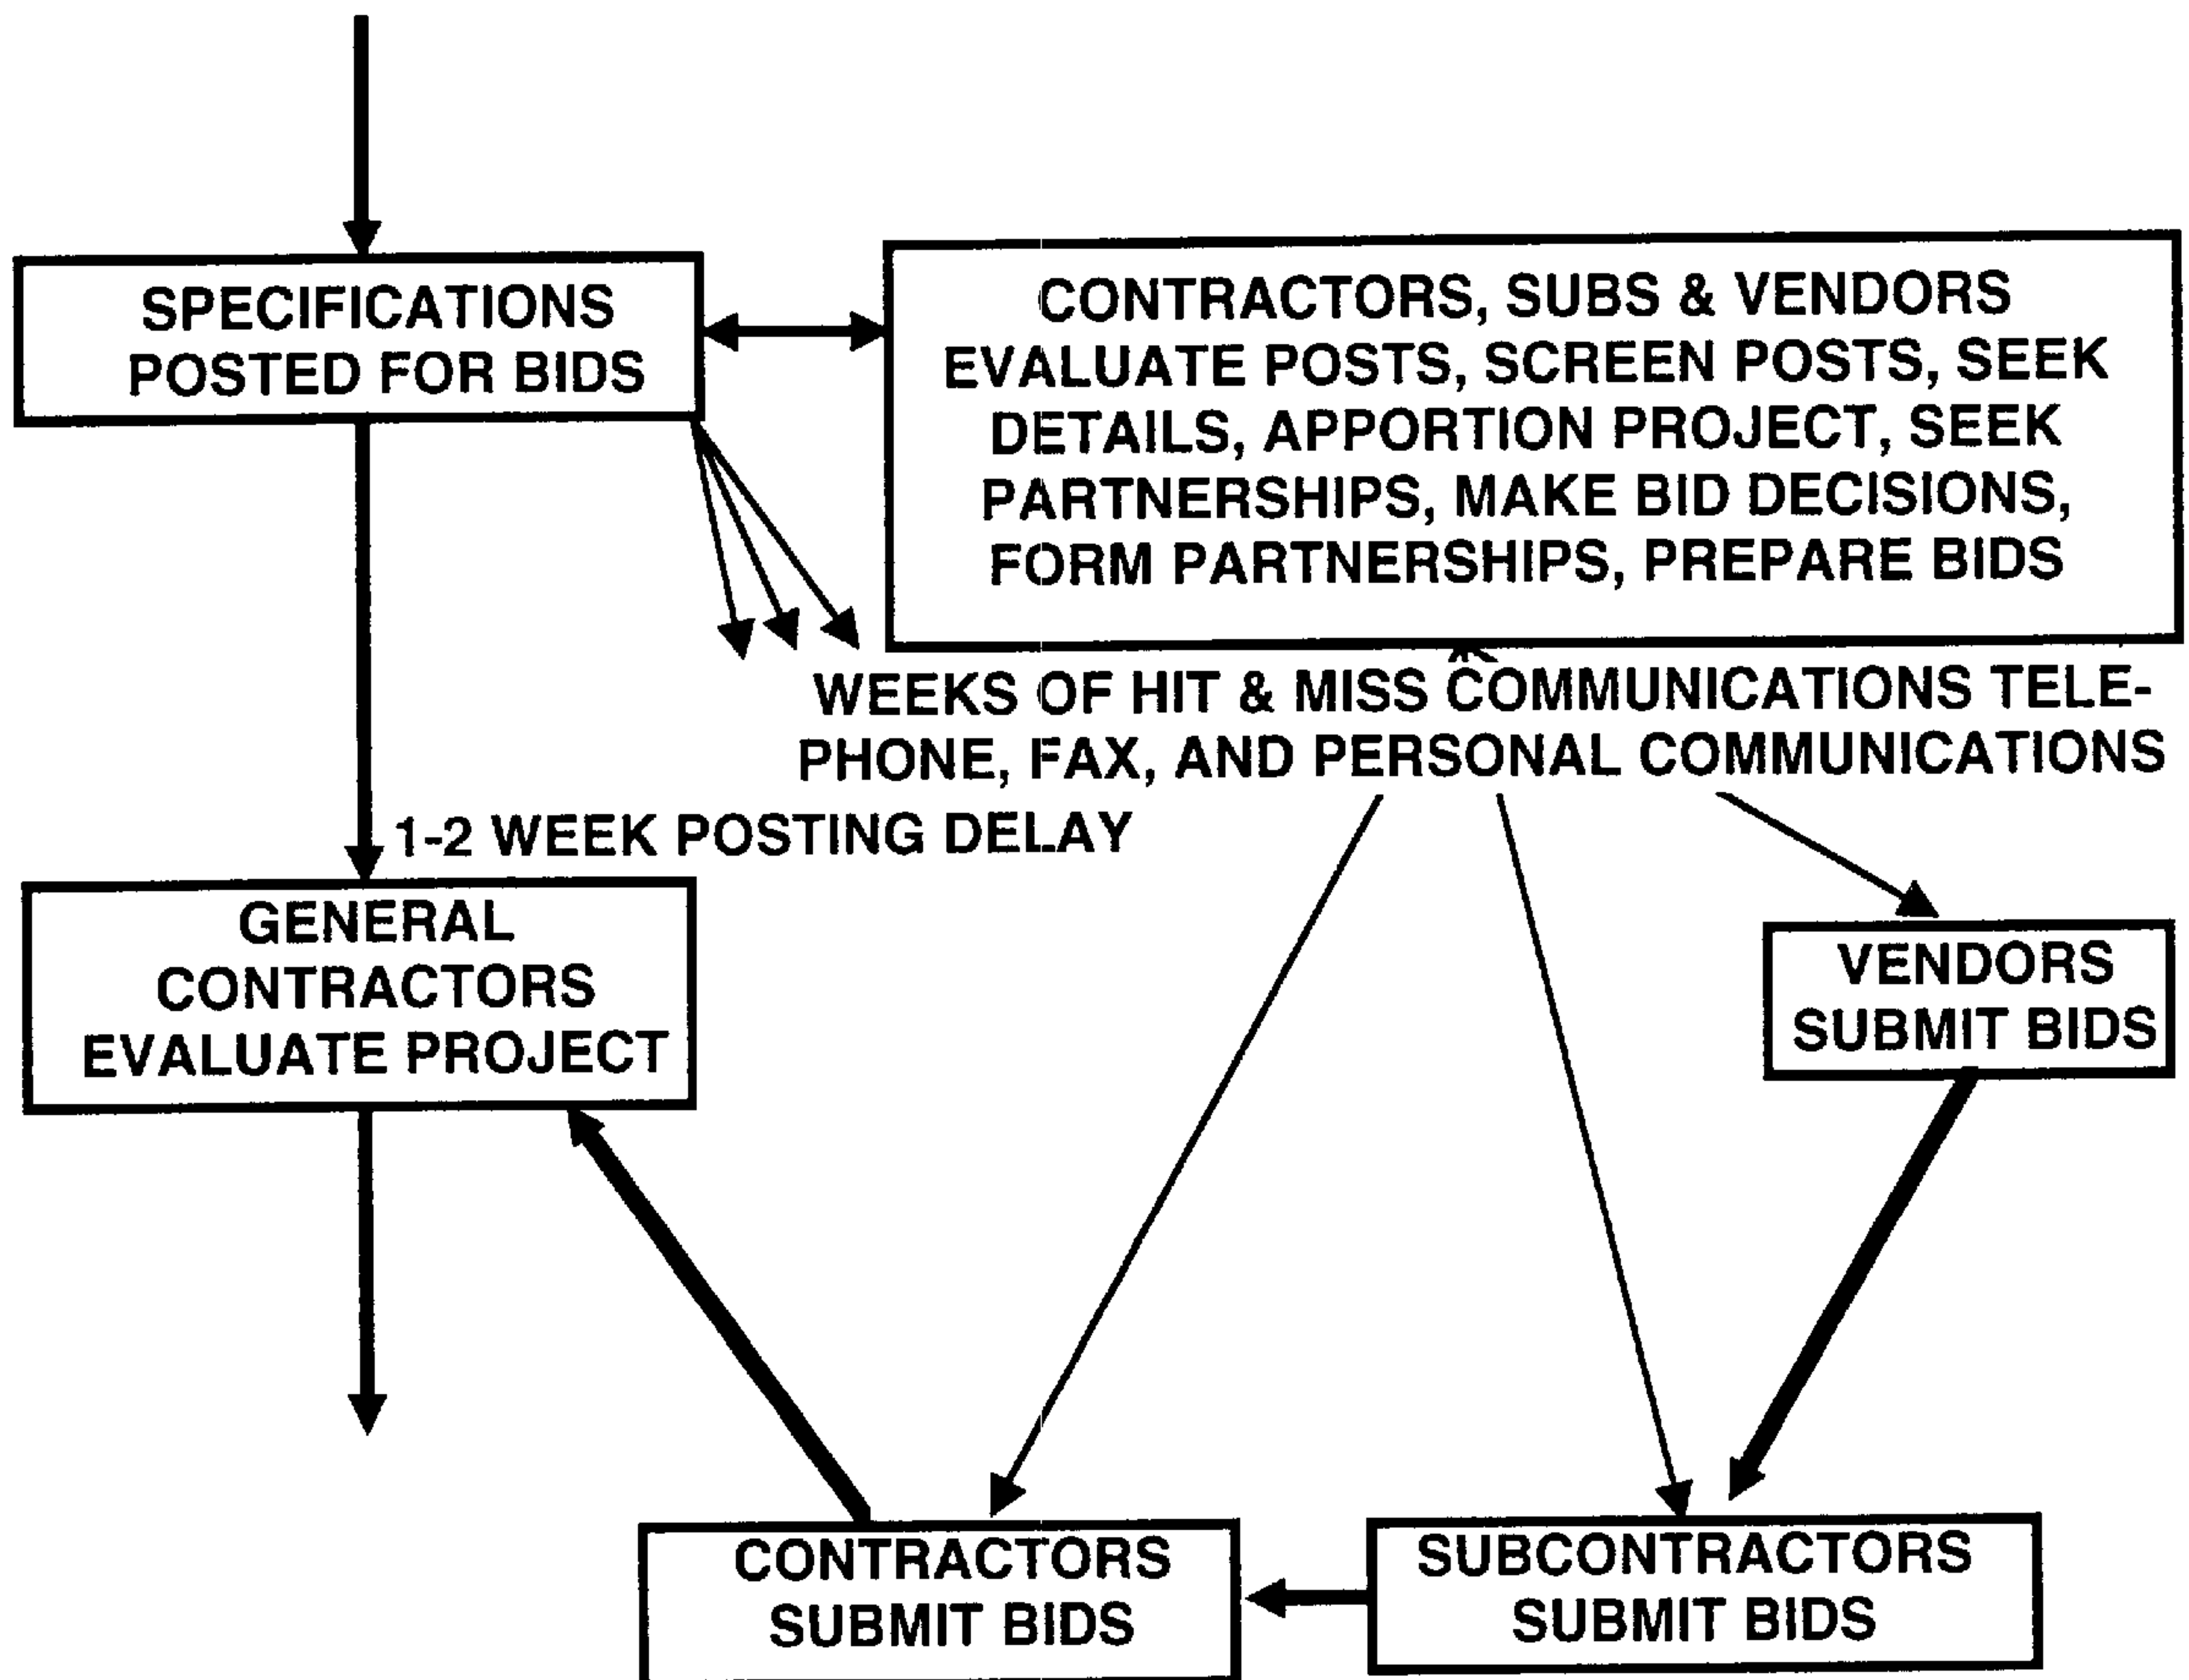 SPECIFICATIONS
POSTED FOR BIDS
CONTRACTORS, SUBS & VENDORS
EVALUATE POSTS, SCREEN POSTS, SEEK
DETAILS, APPORTION PROJECT, SEEK
PARTNERSHIPS, MAKE BID DECISIONS,
FORM PARTNERSHIPS, PREPARE BIDS
WEEKS OF HIT & MISS COMMUNICATIONS TELE-
PHONE, FAX, AND PERSONAL COMMUNICATIONS
1-2 WEEK POSTING DELAY
GENERAL
CONTRACTORS
EVALUATE PROJECT
VENDORS
SUBMIT BIDS
CONTRACTORS
SUBMIT BIDS
SUBCONTRACTORS
SUBMIT BIDS